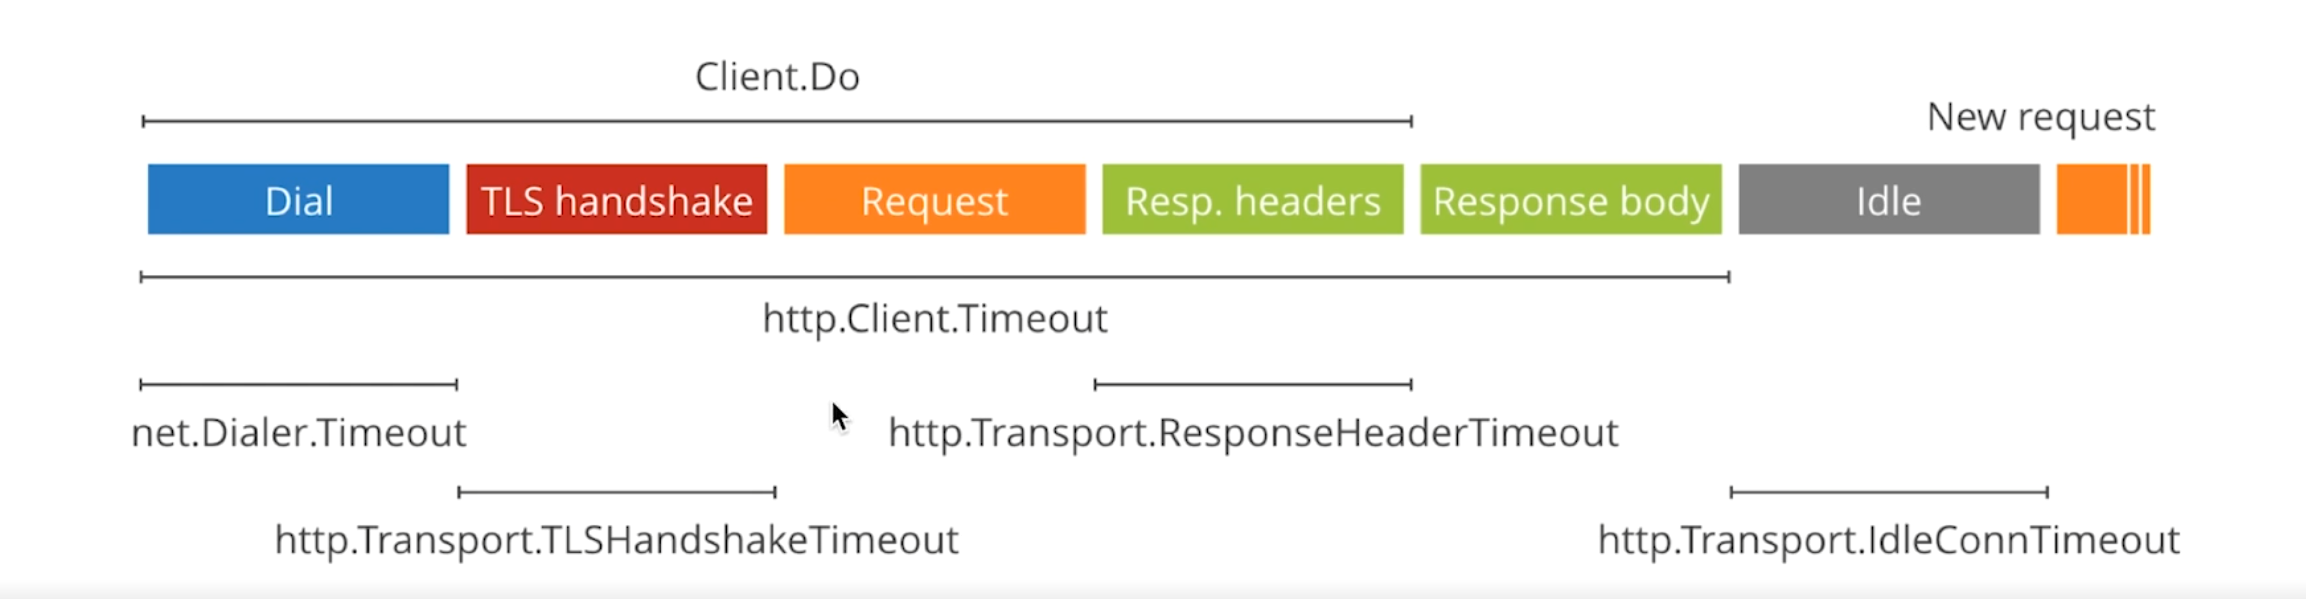 Client.Do
New request
Dial
TLS handshake
Request
Resp. headers
Response body
Idle
http.Client.Timeout
net.Dialer.Timeout
http.Transport.ResponseHeaderTimeout
http.Transport.TLSHandshakeTimeout
http.Transport.IdleConnTimeout